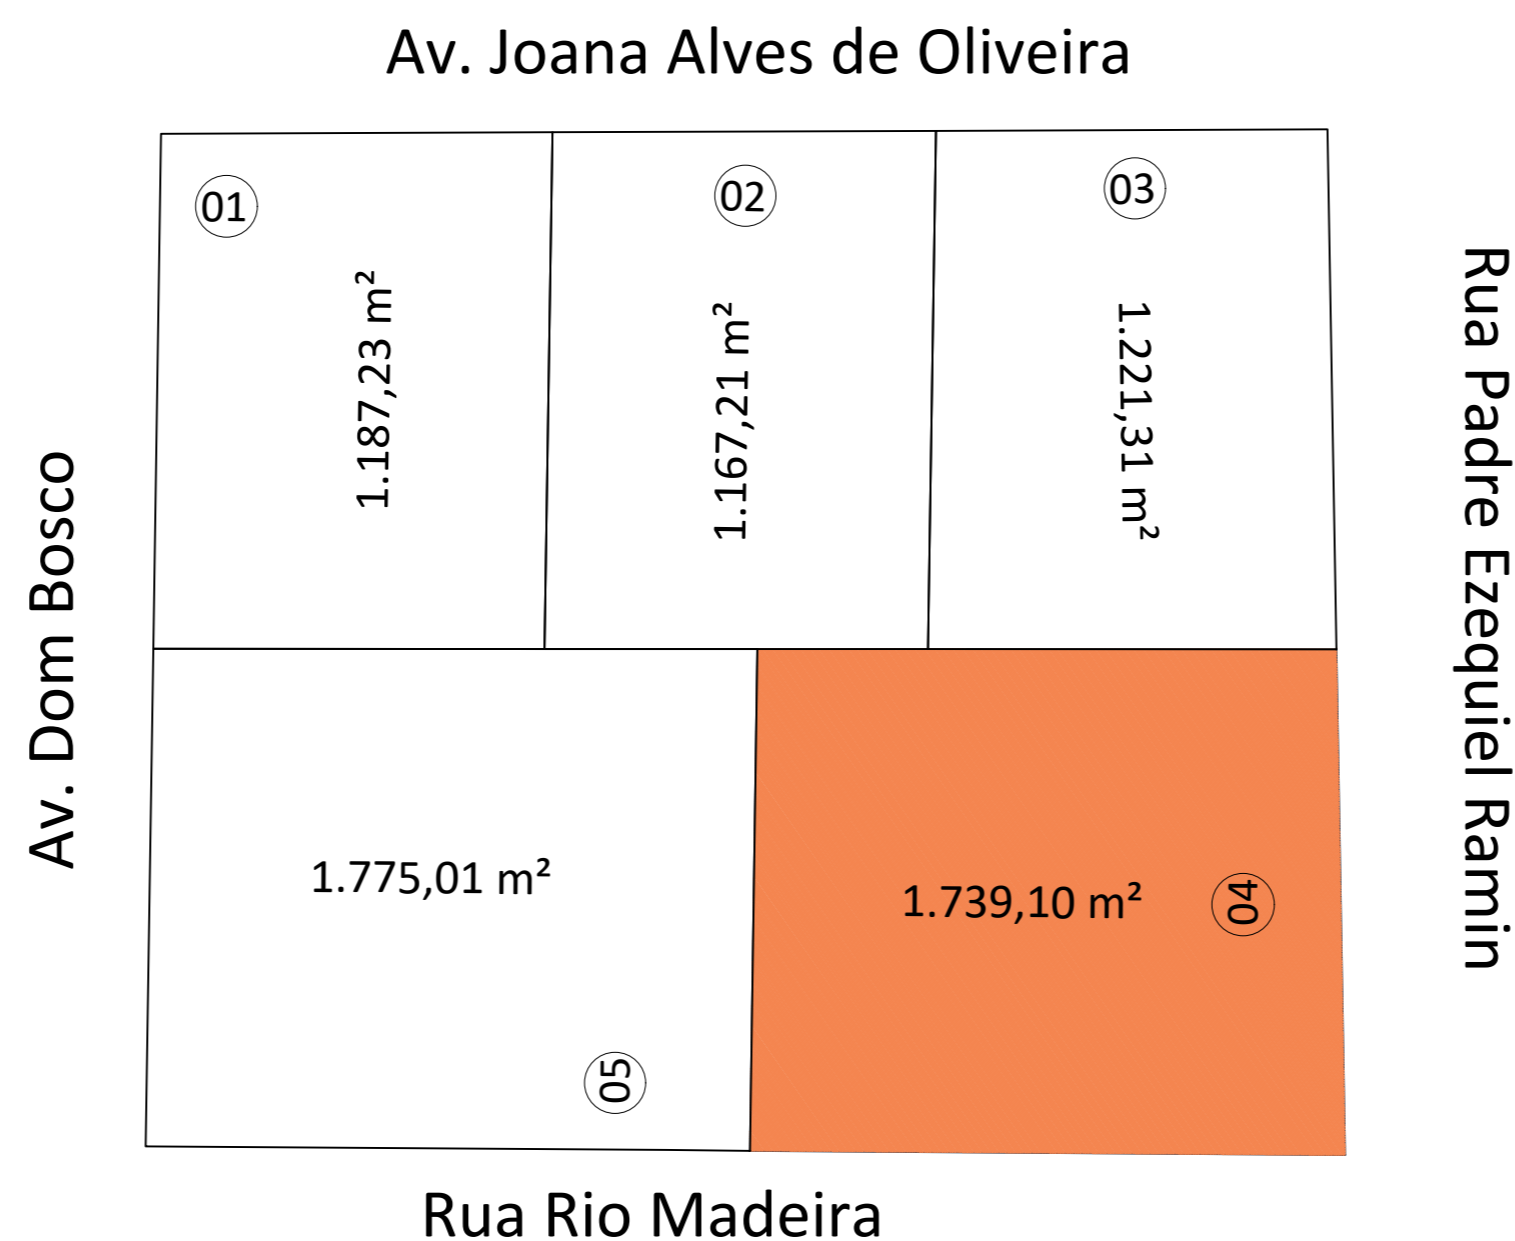 Av. Joana Alves de Oliveira
01
02
03
1.187,23 m²
1.167,21 m²
1.221,31 m²
Av. Dom Bosco
Rua Padre Ezequiel Ramin
1.775,01 m²
1.739,10 m²
04
05
Rua Rio Madeira